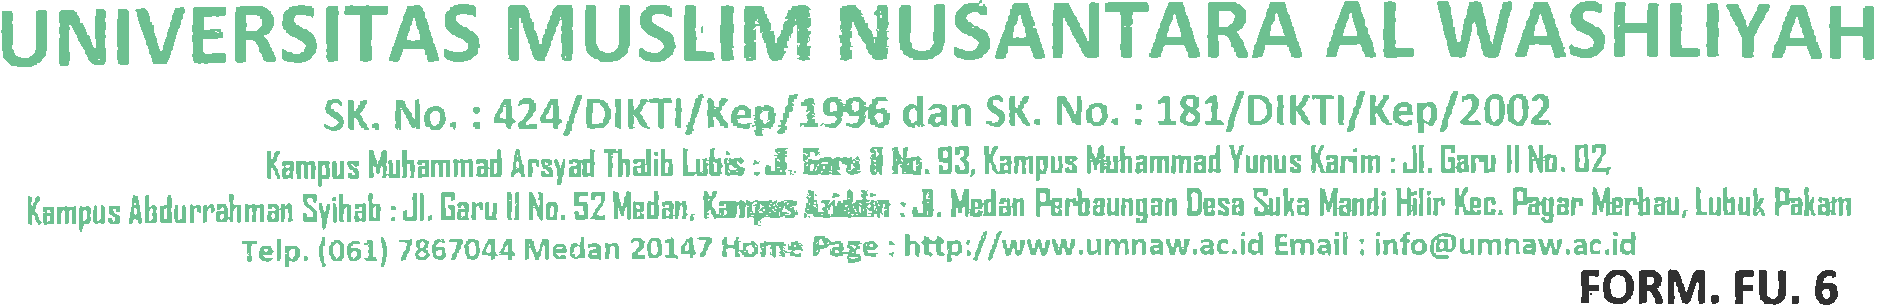 UNIVERSITAS MUSLIM NUSANTARA AL WASHLIYAH
SK. No. : 424/DIKTI/Kep/1996 dan SK. No. : 181/DIKTI/Kep/2002
Kampus Muhammad Arsyad Thalib Lubis : Jl. Garu II No. 93, Kampus Muhammad Yunus Karim : Jl. Garu II No. 02,
Kampus Abdurrahman Syihab : Jl. Garu II No. 52 Medan, Kampus : Jl. Medan Perbaungan Desa Suka Mandi Hilir Kec. Pagar Merbau, Lubuk Pakam
Telp. (061) 7867044 Medan 20147 Home Page : http://www.umnaw.ac.id Email : info@umnaw.ac.id
FORM. FU. 6